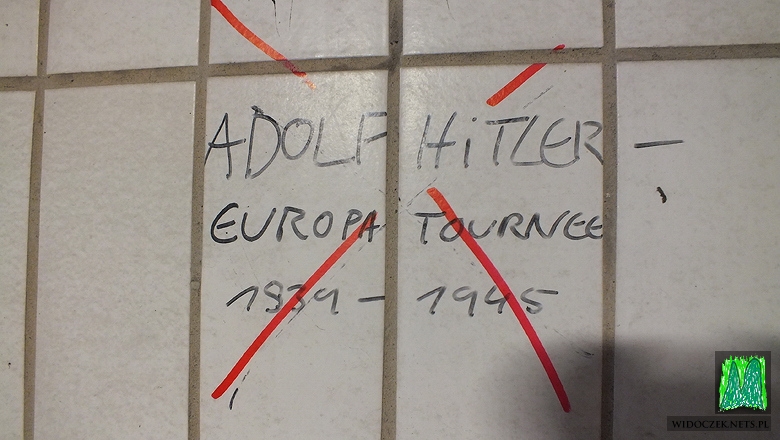 ADOLF HiTLER -
EUROPA TOURNEE
1939 - 1945
WIDOCZEK.NETS.PL